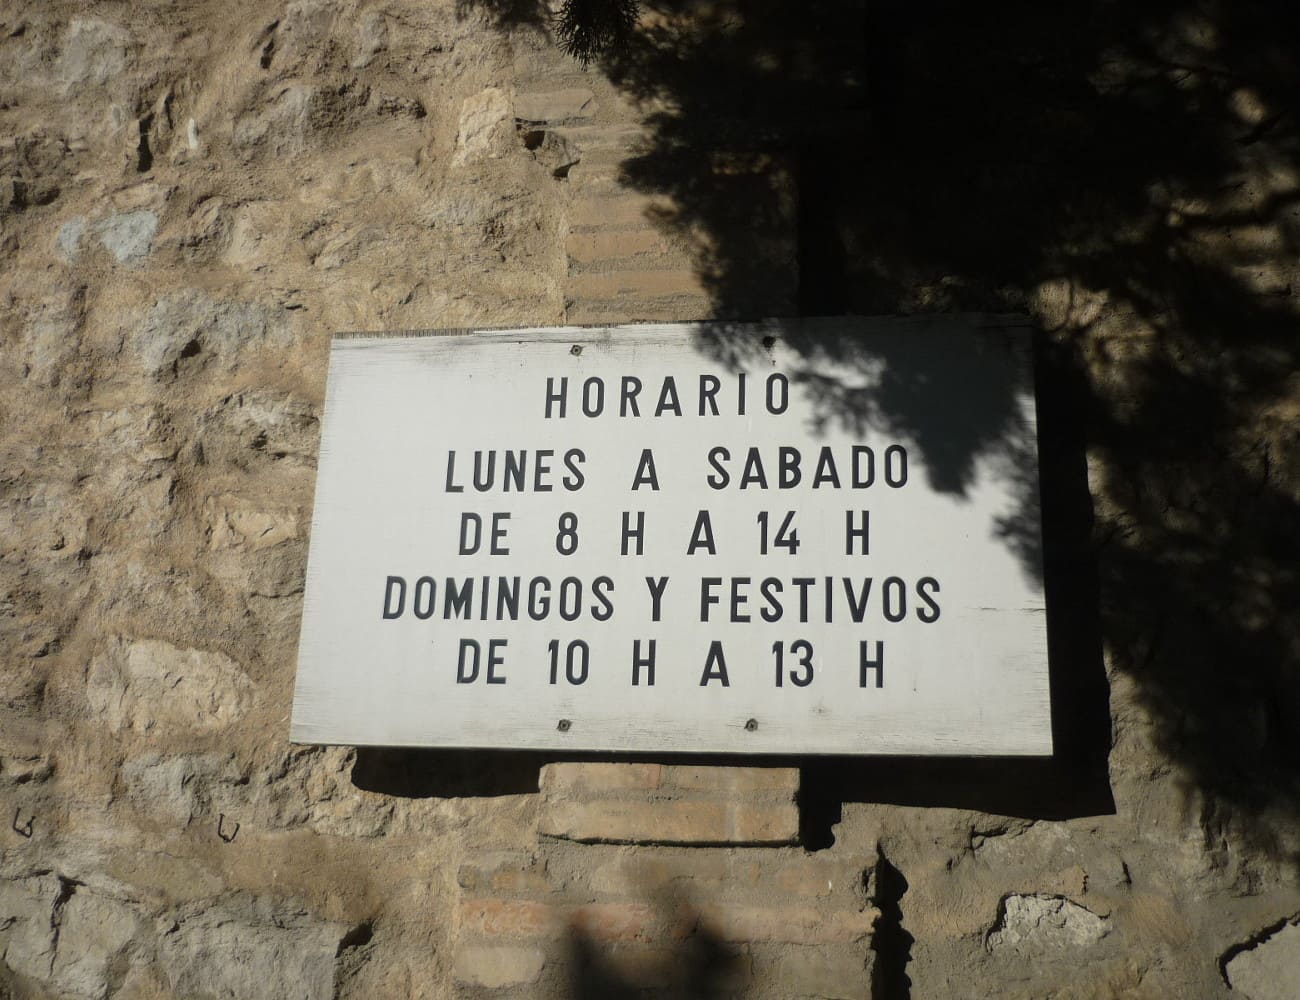 HORARIO
LUNES A SABADO
DE 8 H A 14 H
DOMINGOS Y FESTIVOS
DE 10 H A 13 H